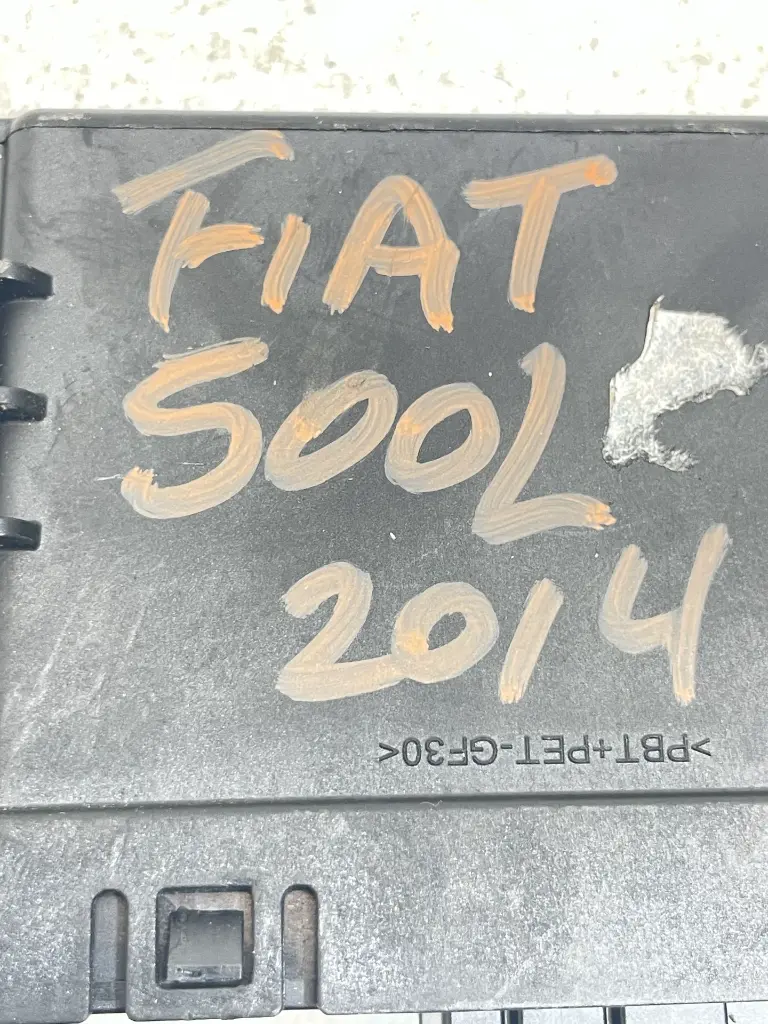 FIAT
500L
2014
>PBT+PET-GF30<